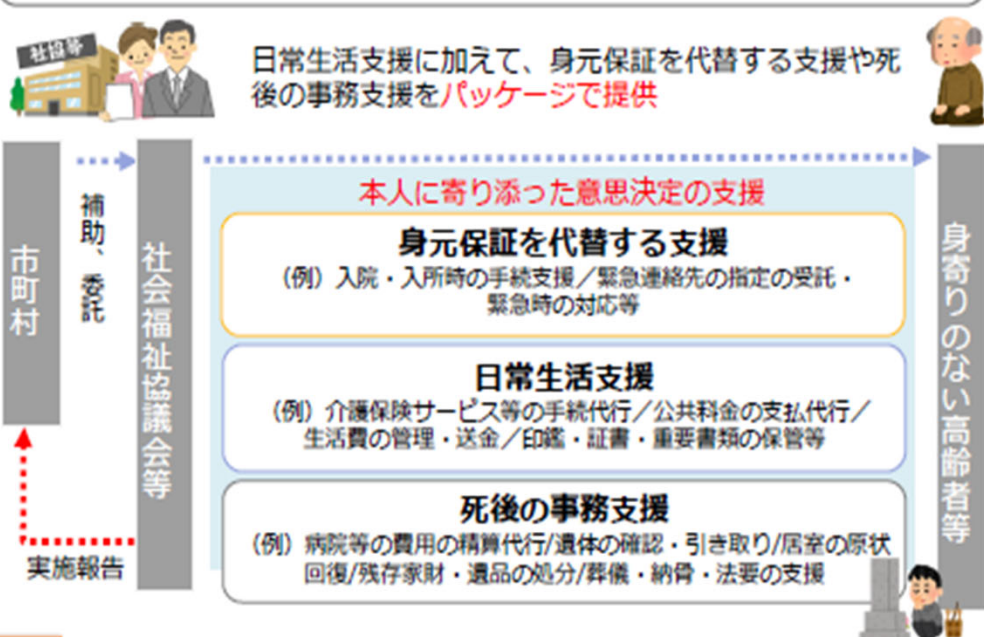 社協等
日常生活支援に加えて、身元保証を代替する支援や死
後の事務支援をパッケージで提供
市町村
補助、委託
社会福祉協議会等
本人に寄り添った意思決定の支援
身元保証を代替する支援
（例）入院・入所時の手続支援／緊急連絡先の指定の受託・
緊急時の対応等
日常生活支援
（例）介護保険サービス等の手続代行／公共料金の支払代行／
生活費の管理・送金／印鑑・証書・重要書類の保管等
死後の事務支援
（例）病院等の費用の精算代行/遺体の確認・引き取り/居室の原状
回復/残存家財・遺品の処分/葬儀・納骨・法要の支援
身寄りのない高齢者等
実施報告